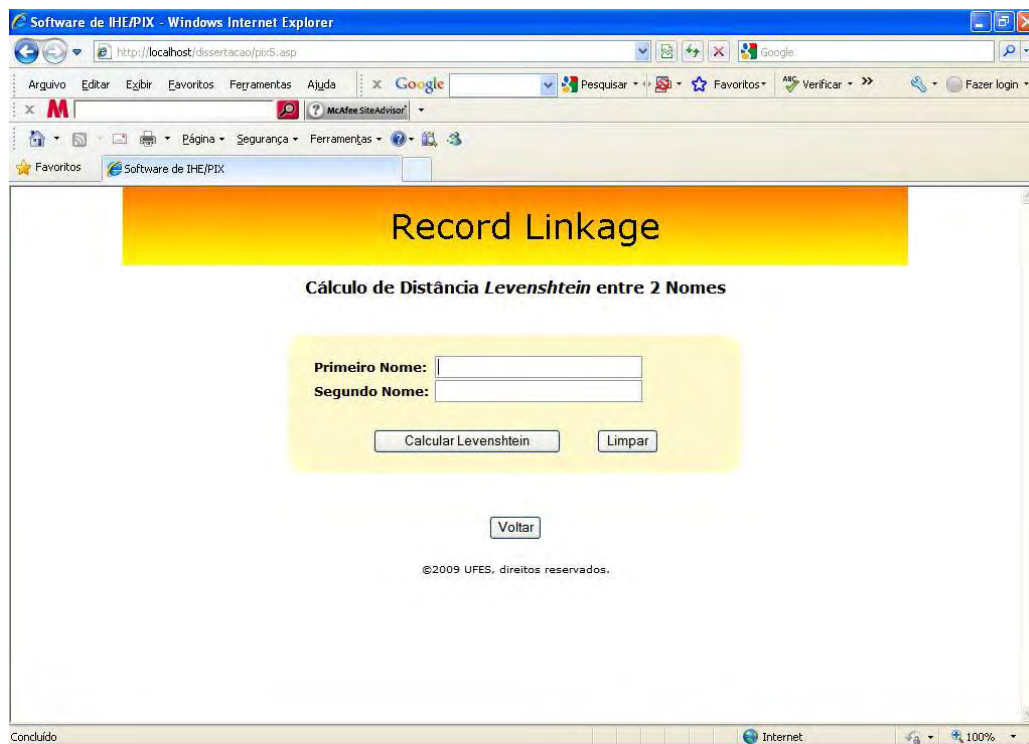 Software de IHE/PIX - Windows Internet Explorer
http://localhost/dissertacao/pix5.asp
Google
Arquivo Editar Exibir Favoritos Ferramentas Ajuda x Google Pesquisar Favoritos ABC Verificar >> Fazer login
x M ? McAfee SiteAdvisor
Página Segurança Ferramentas
Favoritos Software de IHE/PIX
Record Linkage
Cálculo de Distância Levenshtein entre 2 Nomes
Primeiro Nome:
Segundo Nome:
Calcular Levenshtein Limpar
Voltar
©2009 UFES, direitos reservados.
Concluído Internet 100%